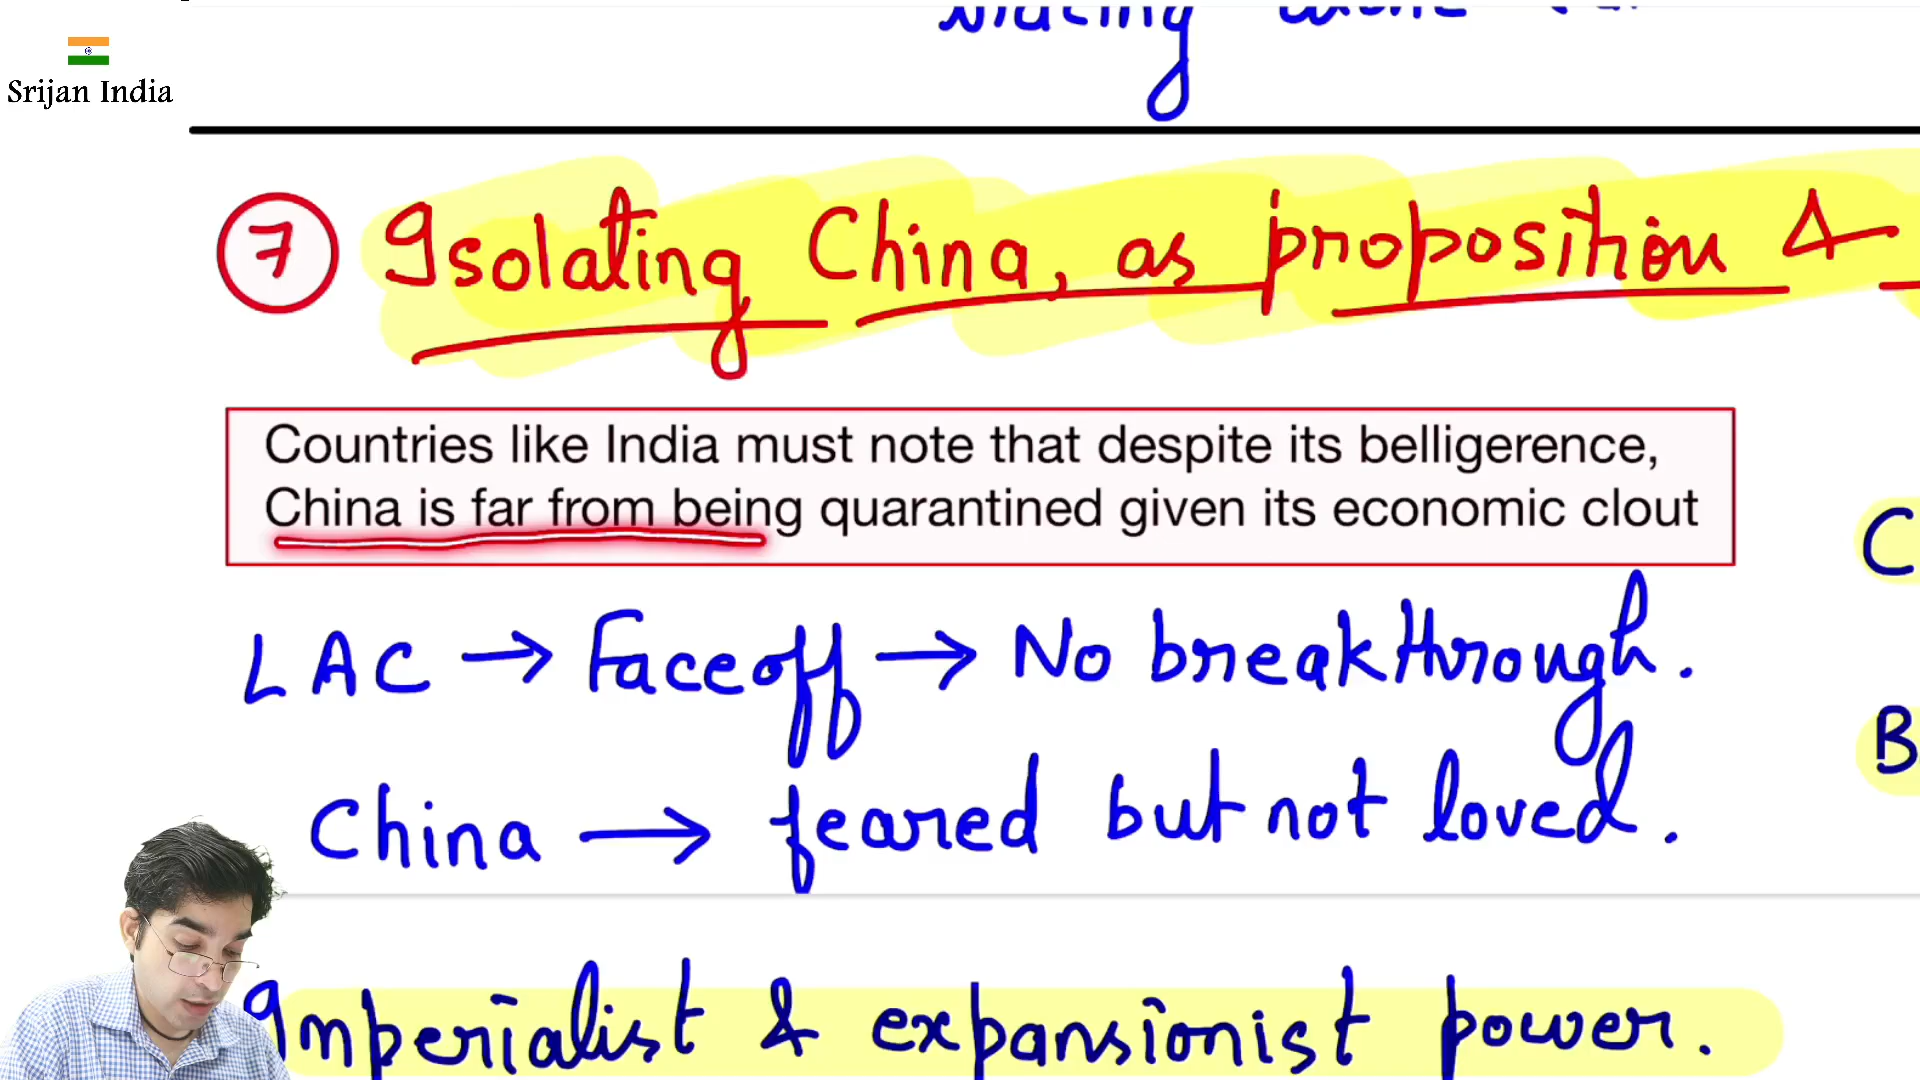 Srijan India
7 Isolating China, as proposition &
Countries like India must note that despite its belligerence,
China is far from being quarantined given its economic clout
C
LAC → Faceoff → No breakthrough.
B
China → feared but not loved.
Imperialist & expansionist power.